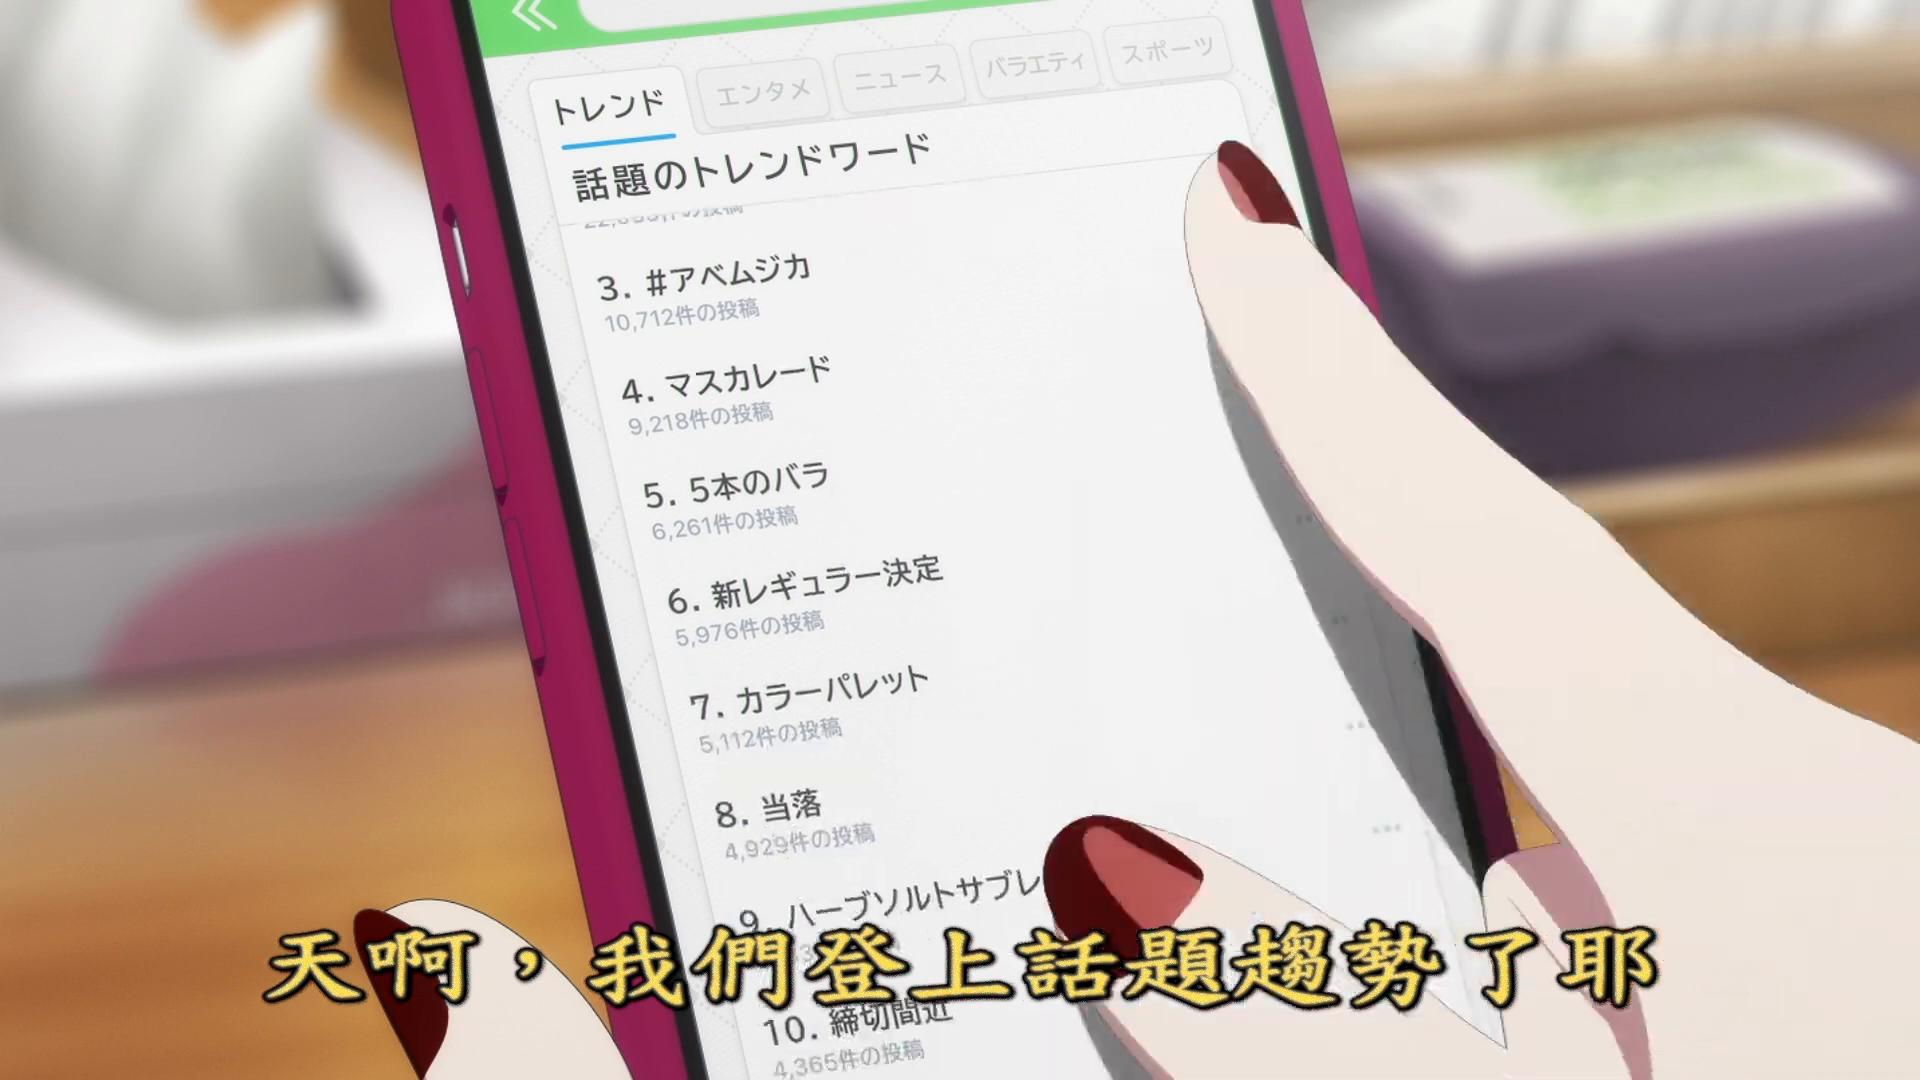 トレンド
エンタメ
ニュース
バラエティ
スポーツ
話題のトレンドワード
件の投稿
3. #アベムジカ
10,712件の投稿
4. マスカレード
9,218件の投稿
5. 5本のバラ
6,261件の投稿
6. 新レギュラー決定
5,976件の投稿
7. カラーパレット
5,112件の投稿
8. 当落
4,929件の投稿
9. ハーブソルトサブレ
10. 締切間近
4,365件の投稿
天啊，我們登上話題趨勢了耶